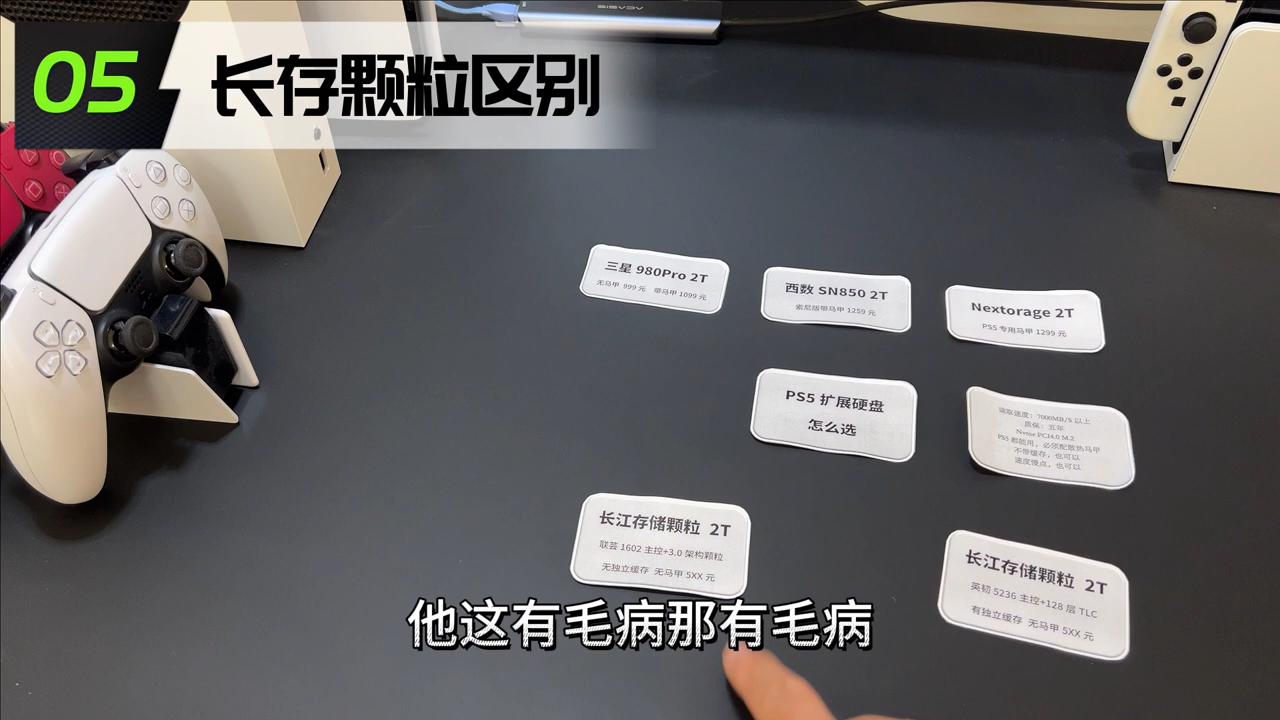 05
长存颗粒区别
三星 980Pro 2T
无马甲 999 元 带马甲 1099 元
西数 SN850 2T
索尼版带马甲 1259 元
Nextorage 2T
PS5 专用马甲 1299 元
PS5 扩展硬盘
怎么选
读取速度：7000MB/S 以上
质保：五年
Nvme PCI4.0 M.2
PS5 都能用，必须配散热马甲
不带缓存，也可以
速度慢点，也可以
长江存储颗粒 2T
联芸 1602 主控+3.0 架构颗粒
无独立缓存 无马甲 5XX 元
长江存储颗粒 2T
英韧 5236 主控+128 层 TLC
有独立缓存 无马甲 5XX 元
他这有毛病那有毛病